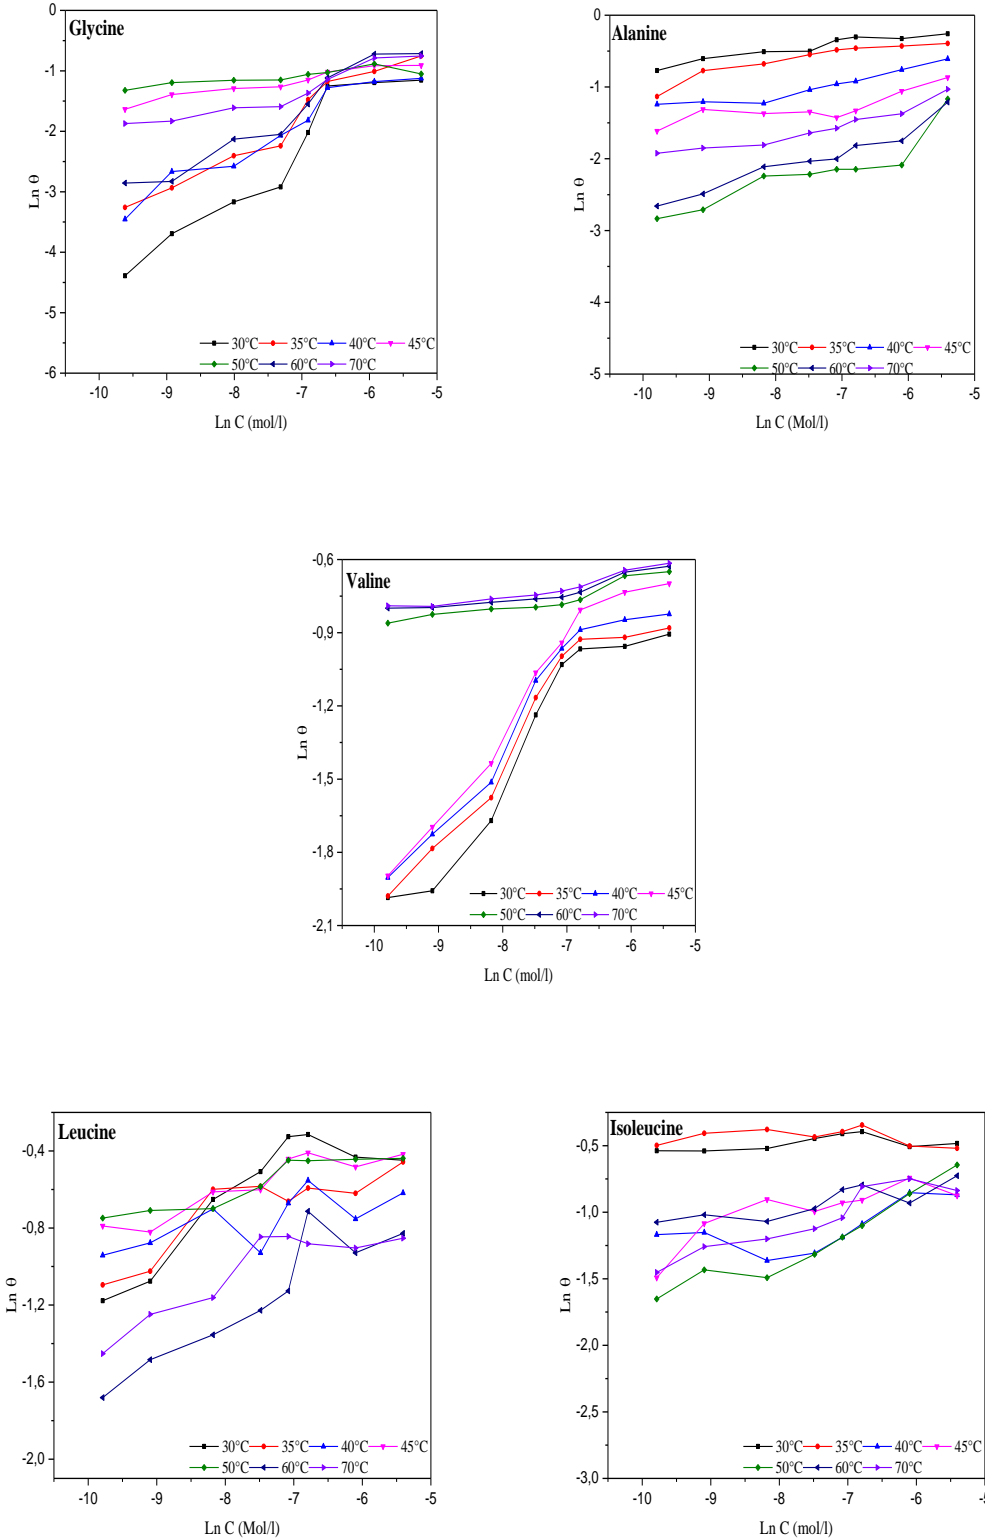 Glycine
0
-1
-2
-3
-4
-5
-6
Ln θ
30°C 35°C 40°C 45°C
50°C 60°C 70°C
-10 -9 -8 -7 -6 -5
Ln C (mol/l)
Alanine
0
-1
-2
-3
-4
-5
Ln θ
30°C 35°C 40°C 45°C
50°C 60°C 70°C
-10 -9 -8 -7 -6 -5
Ln C (Mol/l)
Valine
-0,6
-0,9
-1,2
-1,5
-1,8
-2,1
Ln θ
30°C 35°C 40°C 45°C
50°C 60°C 70°C
-10 -9 -8 -7 -6 -5
Ln C (mol/l)
Leucine
-0,4
-0,8
-1,2
-1,6
-2,0
Ln θ
30°C 35°C 40°C 45°C
50°C 60°C 70°C
-10 -9 -8 -7 -6 -5
Ln C (Mol/l)
Isoleucine
-0,5
-1,0
-1,5
-2,0
-2,5
-3,0
Ln θ
30°C 35°C 40°C 45°C
50°C 60°C 70°C
-10 -9 -8 -7 -6 -5
Ln C (mol/l)